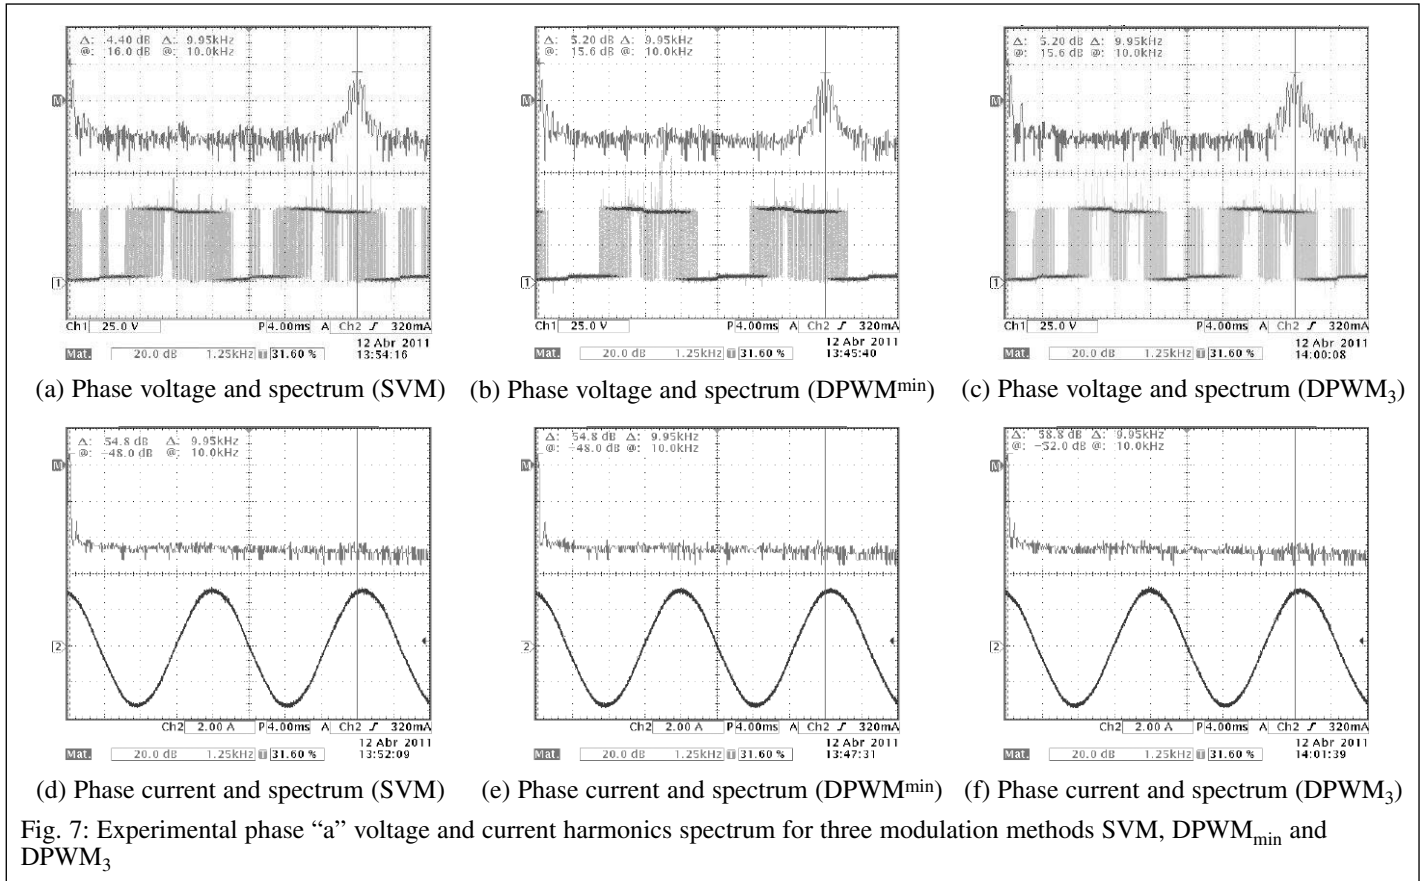 Δ: 4.40 dB Δ: 9.95kHz
@: 16.0 dB @: 10.0kHz
M
1
Ch1 25.0 V P 4.00ms A Ch2 320mA
12 Abr 2011
Mat. 20.0 dB 1.25kHz T 31.60 % 13:54:16
Δ: 5.20 dB Δ: 9.95kHz
@: 15.6 dB @: 10.0kHz
M
1
Ch1 25.0 V P 4.00ms A Ch2 320mA
12 Abr 2011
Mat. 20.0 dB 1.25kHz T 31.60 % 13:45:40
Δ: 5.20 dB Δ: 9.95kHz
@: 15.6 dB @: 10.0kHz
M
1
Ch1 25.0 V P 4.00ms A Ch2 320mA
12 Abr 2011
Mat. 20.0 dB 1.25kHz T 31.60 % 14:00:08
(a) Phase voltage and spectrum (SVM)
(b) Phase voltage and spectrum (DPWMmin)
(c) Phase voltage and spectrum (DPWM3)
Δ: 54.8 dB Δ: 9.95kHz
@: -48.0 dB @: 10.0kHz
M
2
Ch2 2.00 A P 4.00ms A Ch2 320mA
12 Abr 2011
Mat. 20.0 dB 1.25kHz T 31.60 % 13:52:09
Δ: 54.8 dB Δ: 9.95kHz
@: -48.0 dB @: 10.0kHz
M
2
Ch2 2.00 A P 4.00ms A Ch2 320mA
12 Abr 2011
Mat. 20.0 dB 1.25kHz T 31.60 % 13:47:31
Δ: 58.8 dB Δ: 9.95kHz
@: -52.0 dB @: 10.0kHz
M
2
Ch2 2.00 A P 4.00ms A Ch2 320mA
12 Abr 2011
Mat. 20.0 dB 1.25kHz T 31.60 % 14:01:39
(d) Phase current and spectrum (SVM)
(e) Phase current and spectrum (DPWMmin)
(f) Phase current and spectrum (DPWM3)
Fig. 7: Experimental phase “a” voltage and current harmonics spectrum for three modulation methods SVM, DPWMmin and
DPWM3